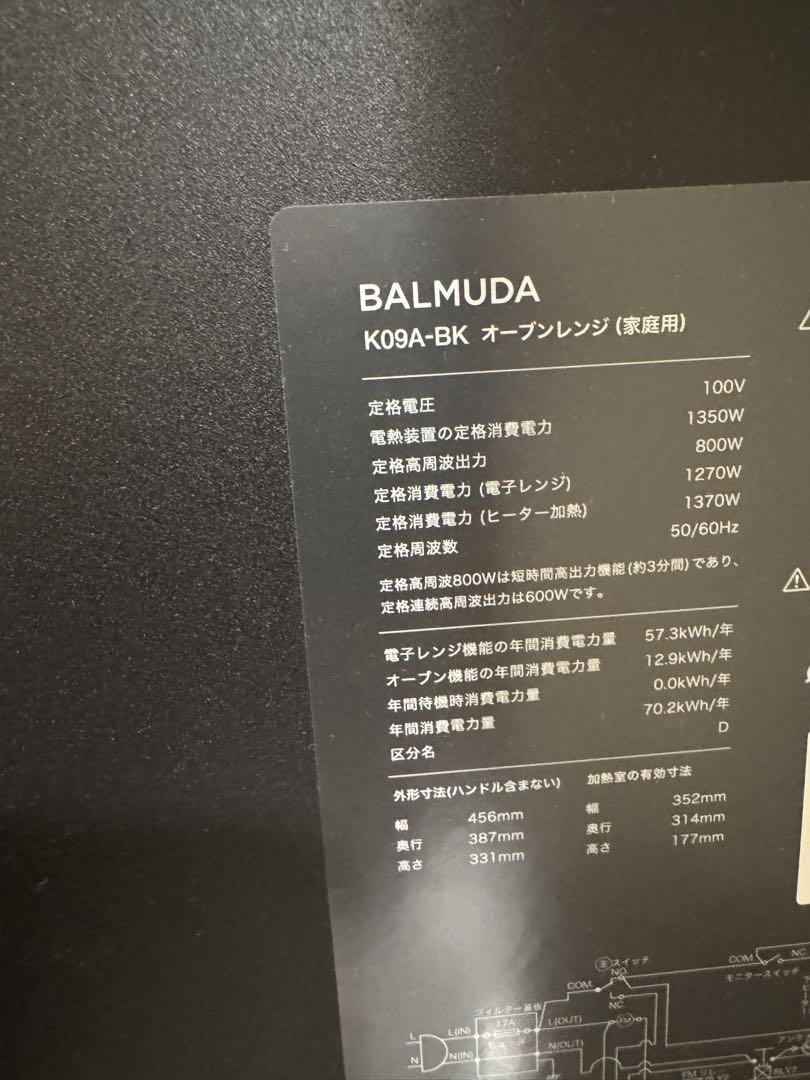 BALMUDA
K09A-BK オーブンレンジ (家庭用)
定格電圧 100V
電熱装置の定格消費電力 1350W
定格高周波出力 800W
定格消費電力 (電子レンジ) 1270W
定格消費電力 (ヒーター加熱) 1370W
定格周波数 50/60Hz
定格高周波800Wは短時間高出力機能(約3分間)であり、
定格連続高周波出力は600Wです。
電子レンジ機能の年間消費電力量 57.3kWh/年
オーブン機能の年間消費電力量 12.9kWh/年
年間待機時消費電力量 0.0kWh/年
年間消費電力量 70.2kWh/年
区分名 D
外形寸法(ハンドル含まない) 加熱室の有効寸法
幅 456mm 幅 352mm
奥行 387mm 奥行 314mm
高さ 331mm 高さ 177mm
主スイッチ
NO
COM
NC
COM NC
モニタースイッチ
フィルター基板
17A
L L(IN) L(OUT) FM
N N(IN) N(OUT)